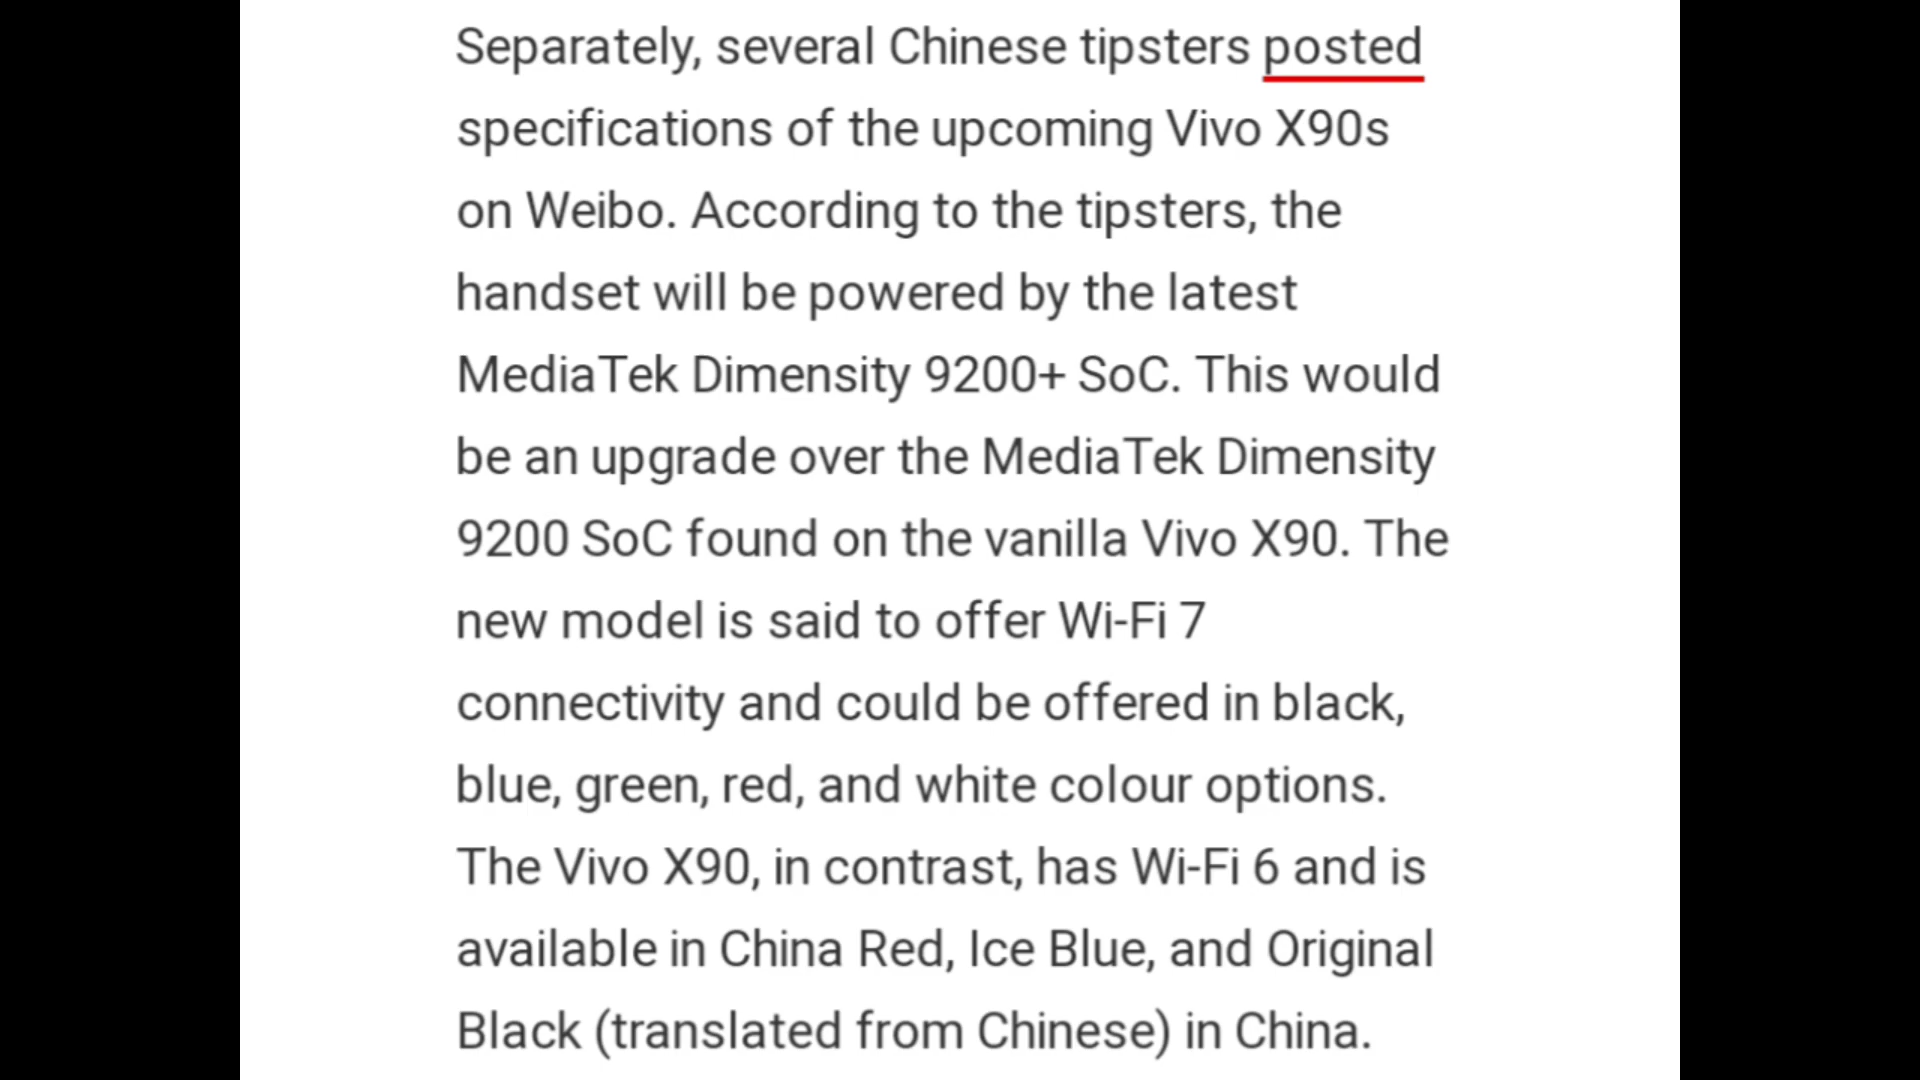 Separately, several Chinese tipsters posted
specifications of the upcoming Vivo X90s
on Weibo. According to the tipsters, the
handset will be powered by the latest
MediaTek Dimensity 9200+ SoC. This would
be an upgrade over the MediaTek Dimensity
9200 SoC found on the vanilla Vivo X90. The
new model is said to offer Wi-Fi 7
connectivity and could be offered in black,
blue, green, red, and white colour options.
The Vivo X90, in contrast, has Wi-Fi 6 and is
available in China Red, Ice Blue, and Original
Black (translated from Chinese) in China.